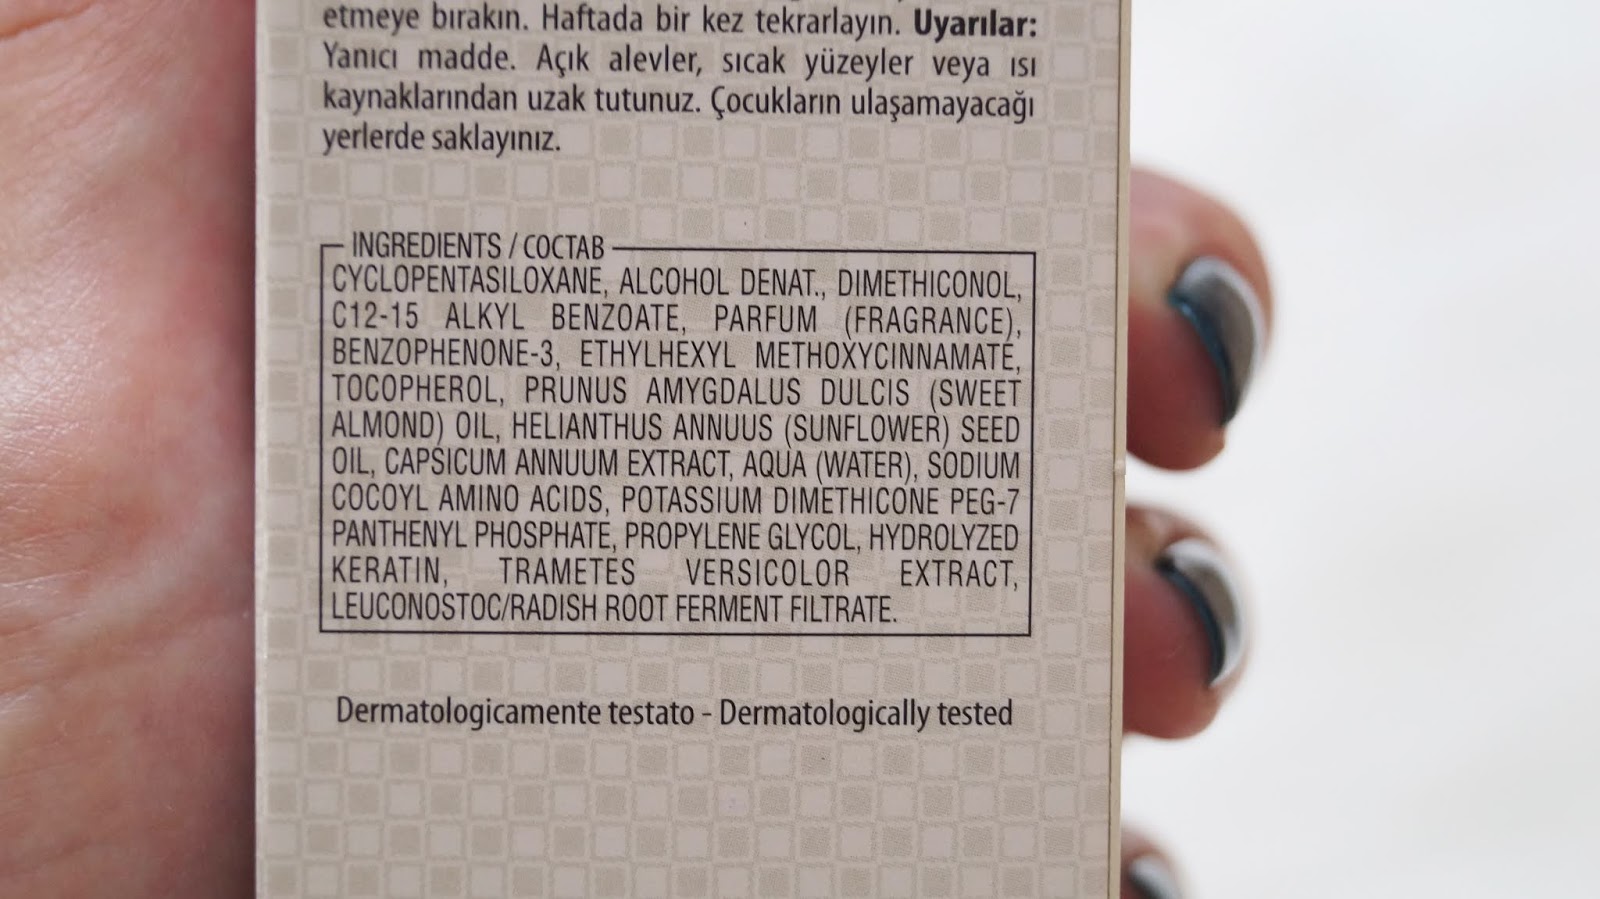 etmeye bırakın. Haftada bir kez tekrarlayın. Uyarılar:
Yanıcı madde. Açık alevler, sıcak yüzeyler veya ısı
kaynaklarından uzak tutunuz. Çocukların ulaşamayacağı
yerlerde saklayınız.
INGREDIENTS / СОСТАВ
CYCLOPENTASILOXANE, ALCOHOL DENAT., DIMETHICONOL,
C12-15 ALKYL BENZOATE, PARFUM (FRAGRANCE),
BENZOPHENONE-3, ETHYLHEXYL METHOXYCINNAMATE,
TOCOPHEROL, PRUNUS AMYGDALUS DULCIS (SWEET
ALMOND) OIL, HELIANTHUS ANNUUS (SUNFLOWER) SEED
OIL, CAPSICUM ANNUUM EXTRACT, AQUA (WATER), SODIUM
COCOYL AMINO ACIDS, POTASSIUM DIMETHICONE PEG-7
PANTHENYL PHOSPHATE, PROPYLENE GLYCOL, HYDROLYZED
KERATIN, TRAMETES VERSICOLOR EXTRACT,
LEUCONOSTOC/RADISH ROOT FERMENT FILTRATE.
Dermatologicamente testato - Dermatologically tested